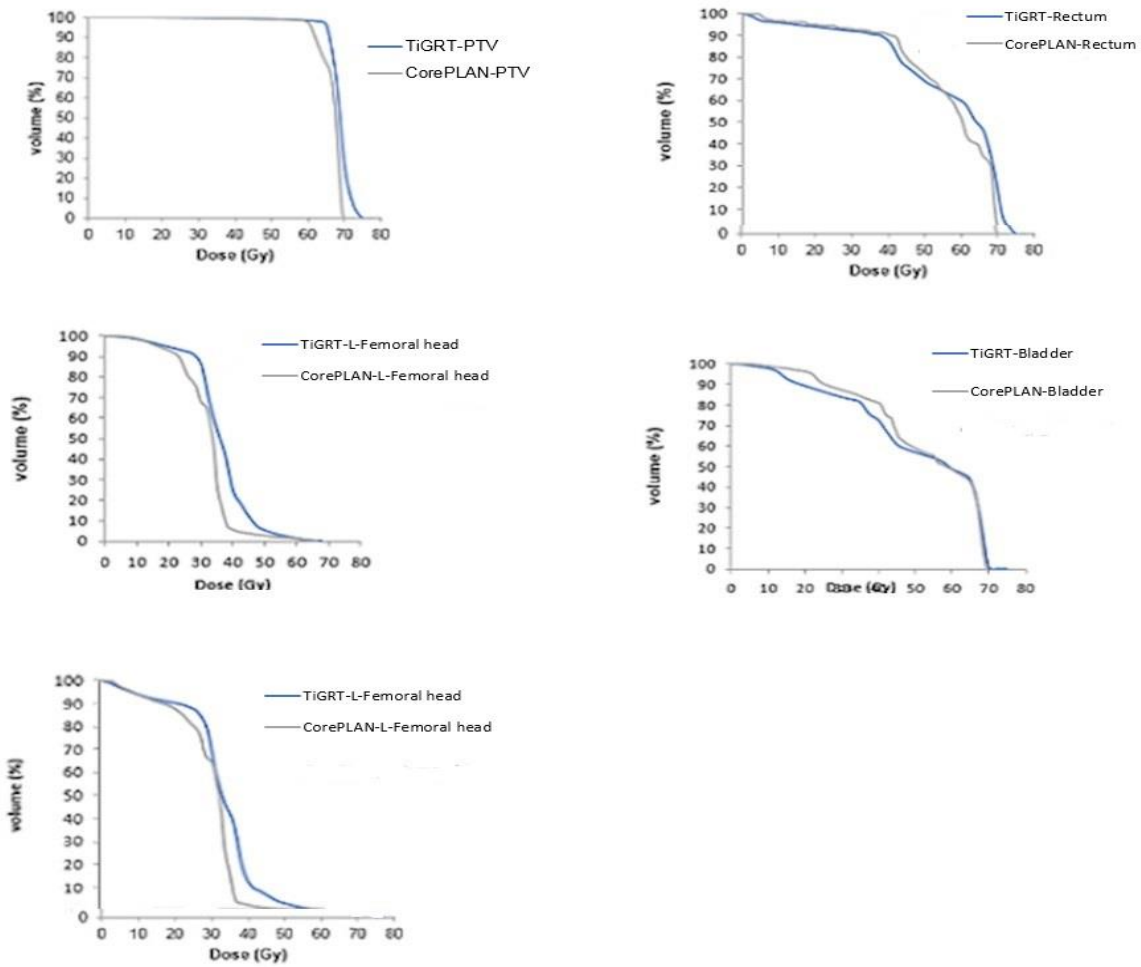 100
90
80
70
60
50
40
30
20
10
0
volume (%)
0 10 20 30 40 50 60 70 80
Dose (Gy)
TiGRT-PTV
CorePLAN-PTV
100
90
80
70
60
50
40
30
20
10
0
volume (%)
0 10 20 30 40 50 60 70 80
Dose (Gy)
TiGRT-Rectum
CorePLAN-Rectum
100
90
80
70
60
50
40
30
20
10
0
volume (%)
0 10 20 30 40 50 60 70 80
Dose (Gy)
TiGRT-L-Femoral head
CorePLAN-L-Femoral head
100
90
80
70
60
50
40
30
20
10
0
volume (%)
0 10 20 40 50 60 70 80
Dose (Gy)
TiGRT-Bladder
CorePLAN-Bladder
100
90
80
70
60
50
40
30
20
10
0
volume (%)
0 10 20 30 40 50 60 70 80
Dose (Gy)
TiGRT-L-Femoral head
CorePLAN-L-Femoral head